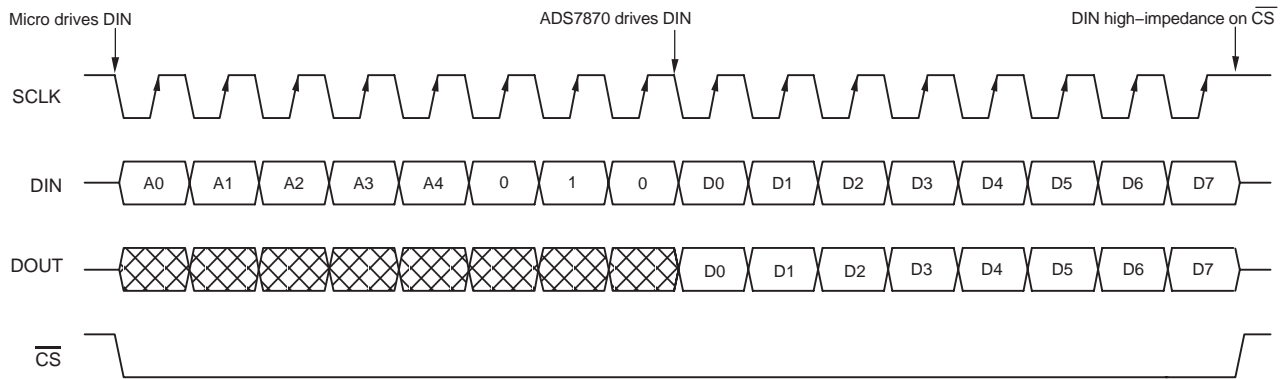 Micro drives DIN ADS7870 drives DIN DIN high–impedance on CS
SCLK
DIN A0 A1 A2 A3 A4 0 1 0 D0 D1 D2 D3 D4 D5 D6 D7
DOUT D0 D1 D2 D3 D4 D5 D6 D7
CS